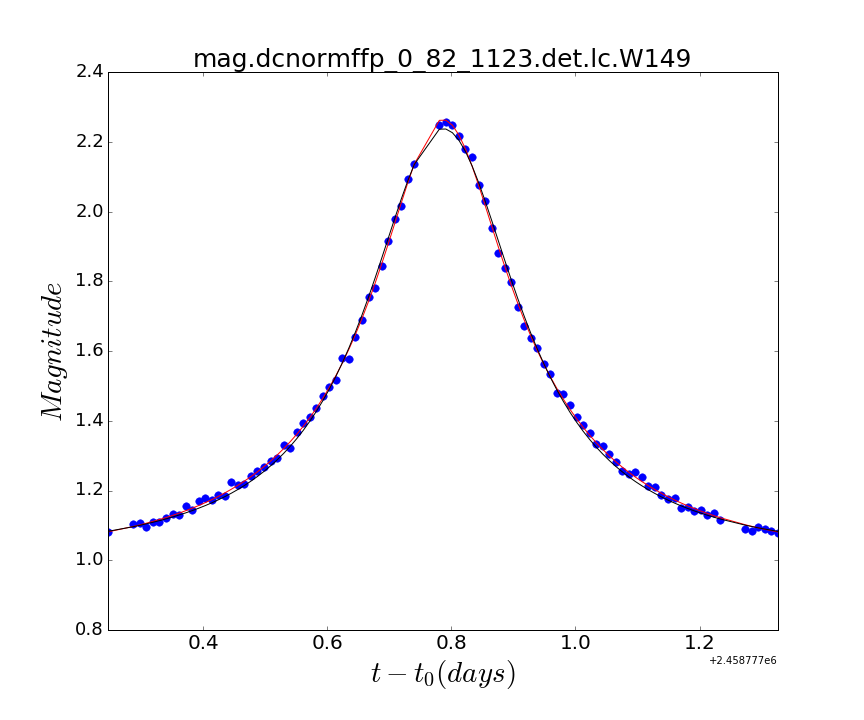 mag.dcnormffp_0_82_1123.det.lc.W149
2.4
2.2
2.0
1.8
1.6
1.4
1.2
1.0
0.8
Magnitude
0.4 0.6 0.8 1.0 1.2
+2.458777e6
t − t₀(days)